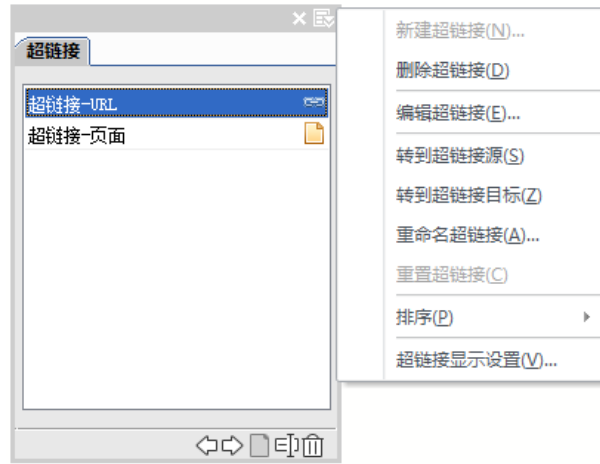 超链接
超链接-URL
超链接-页面
新建超链接(N)...
删除超链接(D)
编辑超链接(E)...
转到超链接源(S)
转到超链接目标(Z)
重命名超链接(A)...
重置超链接(C)
排序(P)
超链接显示设置(V)...